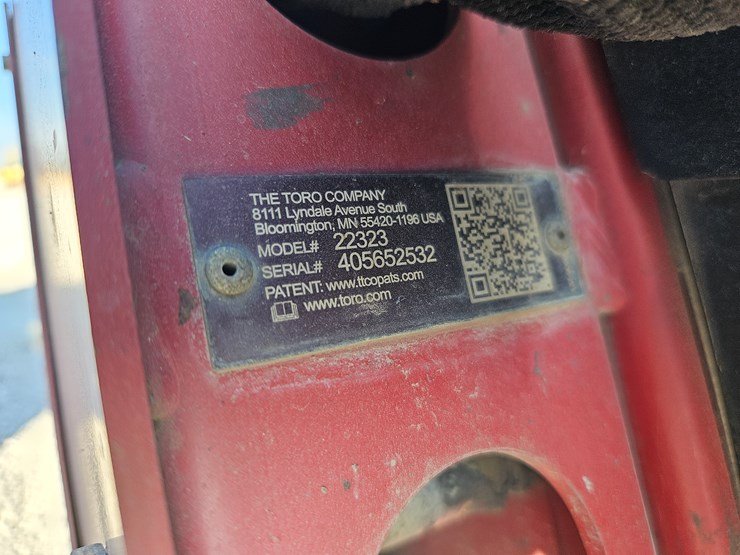 THE TORO COMPANY
8111 Lyndale Avenue South
Bloomington, MN 55420-1196 USA
MODEL# 22323
SERIAL# 405652532
PATENT: www.ttcopats.com
www.toro.com